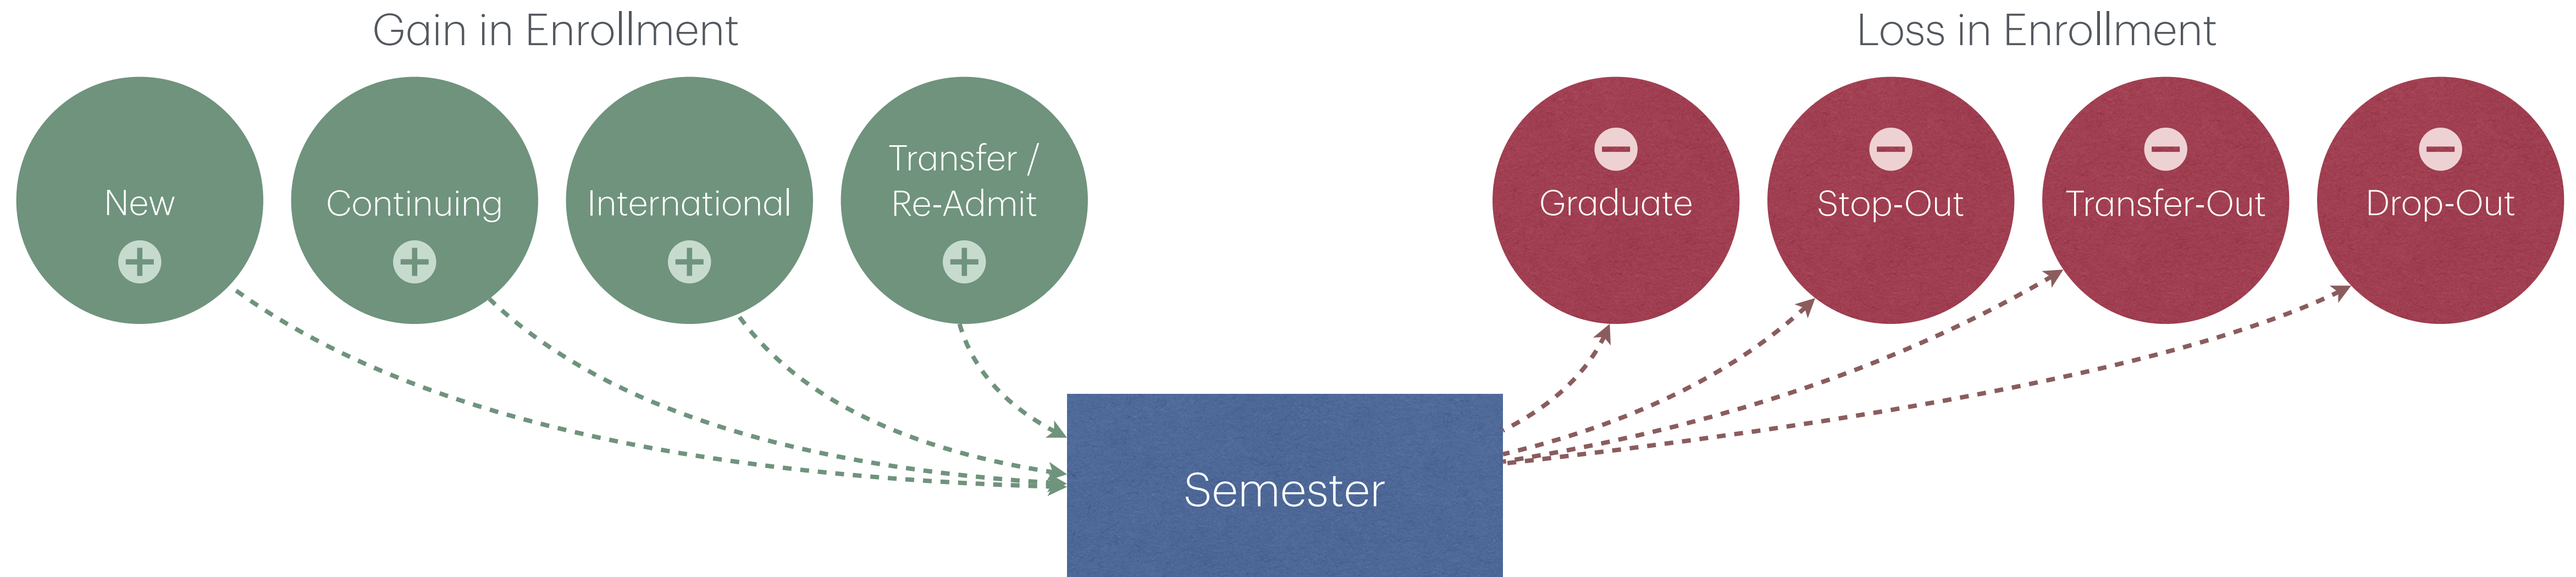 Gain in Enrollment
Loss in Enrollment
New
Continuing
International
Transfer /
Re-Admit
Graduate
Stop-Out
Transfer-Out
Drop-Out
Semester